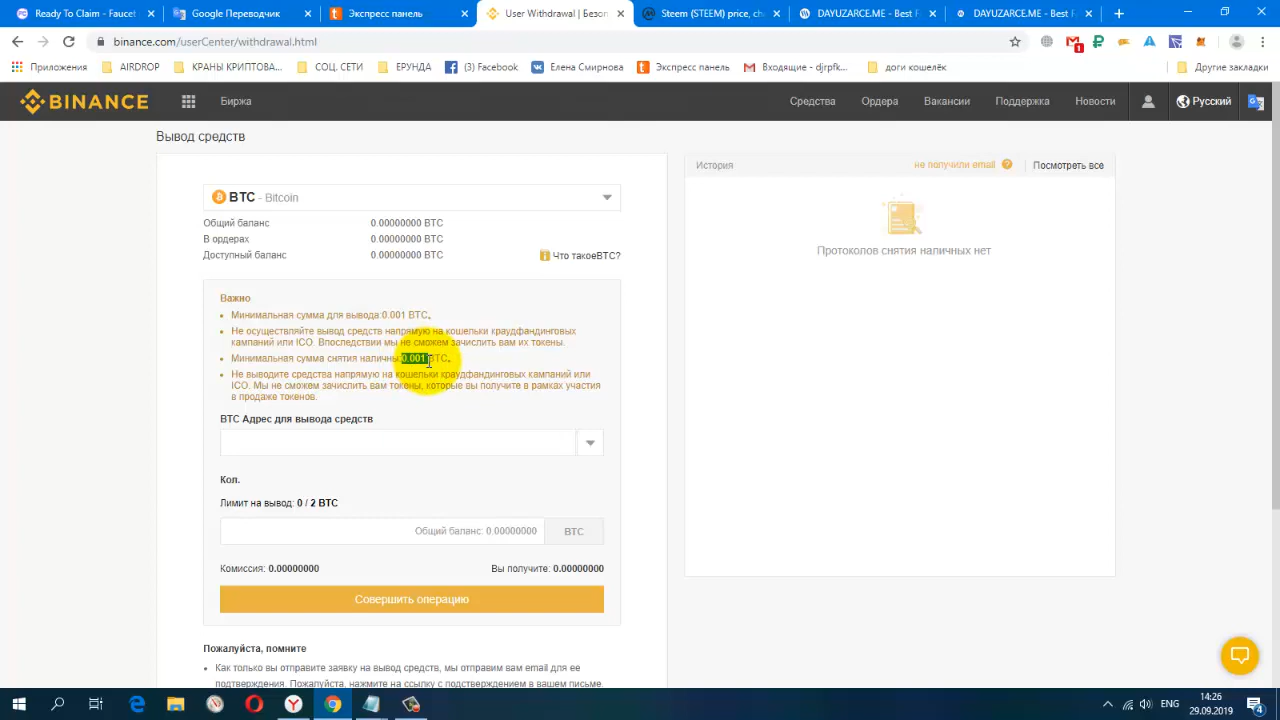 Ready To Claim - Faucet
Google Переводчик
Экспресс панель
User Withdrawal | Безоп
Steem (STEEM) price, cha
DAYUZARCE.ME - Best F
DAYUZARCE.ME - Best F
binance.com/userCenter/withdrawal.html
1
Приложения
AIRDROP
КРАНЫ КРИПТОВА...
СОЦ. СЕТИ
ЕРУНДА
(3) Facebook
Елена Смирнова
Экспресс панель
Входящие - djrpfk...
доги кошелёк
Другие закладки
BINANCE
Биржа
Средства
Ордера
Вакансии
Поддержка
Новости
Русский
Вывод средств
BTC - Bitcoin
Общий баланс 0.00000000 BTC
В ордерах 0.00000000 BTC
Доступный баланс 0.00000000 BTC
Что такоеBTC?
Важно
Минимальная сумма для вывода:0.001 BTC。
Не осуществляйте вывод средств напрямую на кошельки краудфандинговых
кампаний или ICO. Впоследствии мы не сможем зачислить вам их токены.
Минимальная сумма снятия наличны 0.001 BTC。
Не выводите средства напрямую на кошельки краудфандинговых кампаний или
ICO. Мы не сможем зачислить вам токены, которые вы получите в рамках участия
в продаже токенов.
BTC Адрес для вывода средств
Кол.
Лимит на вывод: 0 / 2 BTC
Общий баланс: 0.00000000 BTC
Комиссия: 0.00000000
Вы получите: 0.00000000
Совершить операцию
Пожалуйста, помните
Как только вы отправите заявку на вывод средств, мы отправим вам email для ее
подтверждения. Пожалуйста, нажмите на ссылку с подтверждением в вашем письме.
История
не получили email ?
Посмотреть все
Протоколов снятия наличных нет
ENG
14:26
29.09.2019
4